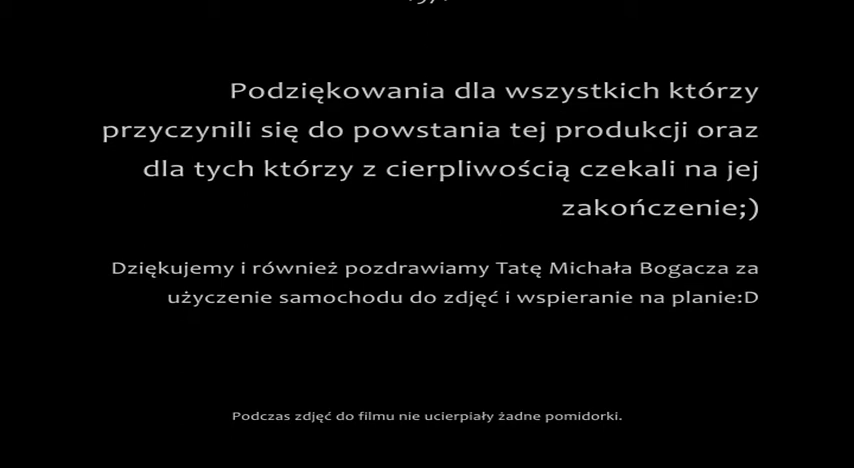 Podziękowania dla wszystkich którzy
przyczynili się do powstania tej produkcji oraz
dla tych którzy z cierpliwością czekali na jej
zakończenie;)
Dziękujemy i również pozdrawiamy Tatę Michała Bogacza za
użyczenie samochodu do zdjęć i wspieranie na planie:D
Podczas zdjęć do filmu nie ucierpiały żadne pomidorki.